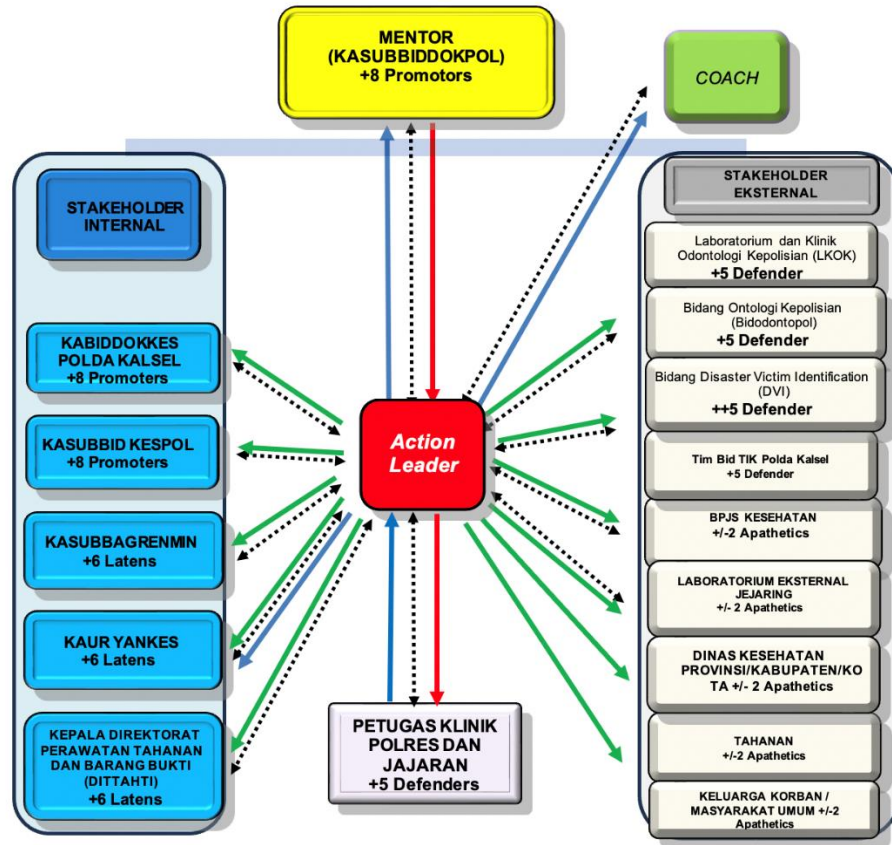 MENTOR
(KASUBBIDDOKPOL)
+8 Promotors
COACH
STAKEHOLDER
INTERNAL
KABIDDOKKES
POLDA KALSEL
+8 Promoters
KASUBBID KESPOL
+8 Promoters
KASUBBAGRENMIN
+6 Latens
KAUR YANKES
+6 Latens
KEPALA DIREKTORAT
PERAWATAN TAHANAN
DAN BARANG BUKTI
(DITTAHTI)
+6 Latens
Action
Leader
PETUGAS KLINIK
POLRES DAN
JAJARAN
+5 Defenders
STAKEHOLDER
EKSTERNAL
Laboratorium dan Klinik
Odontologi Kepolisian (LKOK)
+5 Defender
Bidang Ontologi Kepolisian
(Bidodontopol)
+5 Defender
Bidang Disaster Victim Identification
(DVI)
++5 Defender
Tim Bid TIK Polda Kalsel
+5 Defender
BPJS KESEHATAN
+/-2 Apathetics
LABORATORIUM EKSTERNAL
JEJARING
+/- 2 Apathetics
DINAS KESEHATAN
PROVINSI/KABUPATEN/KO
TA +/- 2 Apathetics
TAHANAN
+/-2 Apathetics
KELUARGA KORBAN /
MASYARAKAT UMUM +/-2
Apathetics